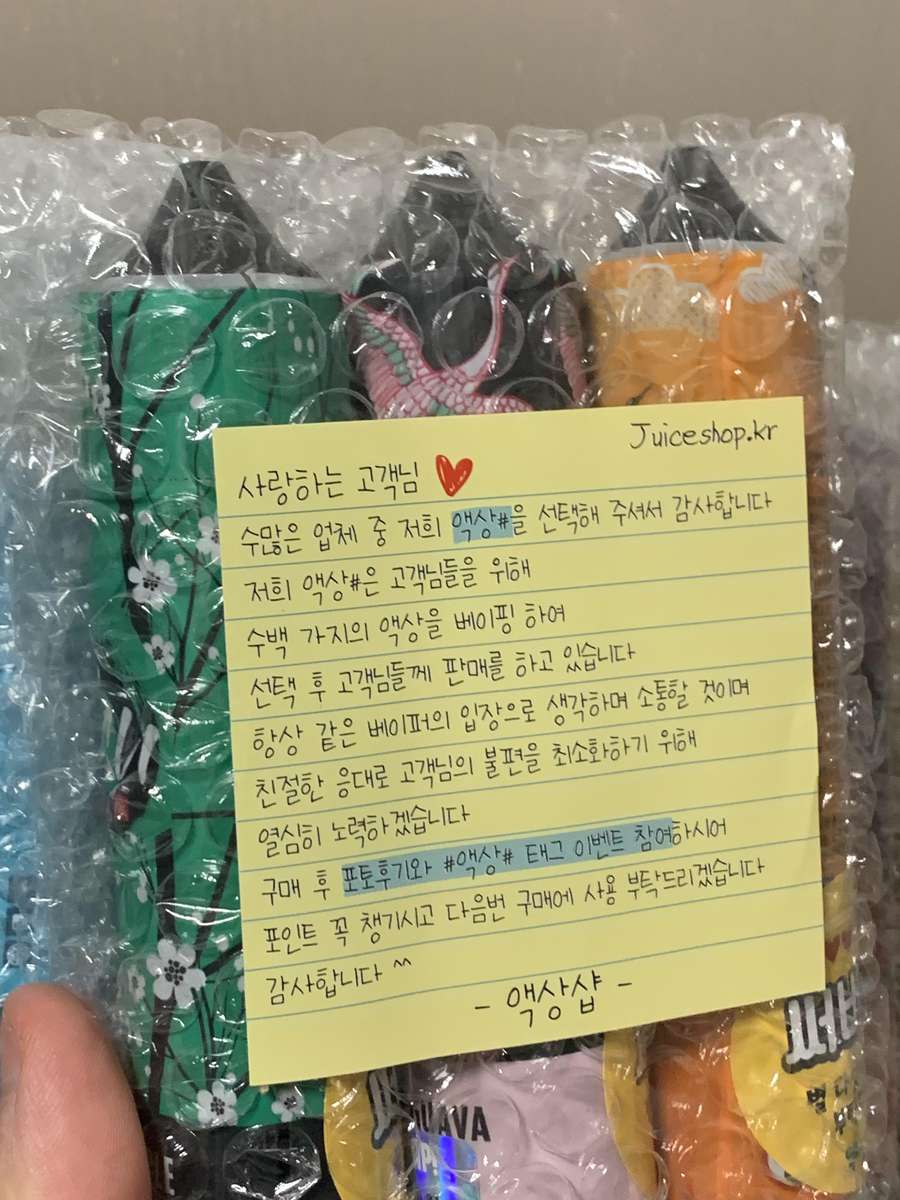 Juiceshop.kr
사랑하는 고객님
수많은 업체 중 저희 액상#을 선택해 주셔서 감사합니다
저희 액상#은 고객님들을 위해
수백 가지의 액상을 베이핑 하여
선택 후 고객님들께 판매를 하고 있습니다
항상 같은 베이퍼의 입장으로 생각하며 소통할 것이며
친절한 응대로 고객님의 불편을 최소화하기 위해
열심히 노력하겠습니다
구매 후 포토후기와 #액상# 태그 이벤트 참여하시어
포인트 꼭 챙기시고 다음번 구매에 사용 부탁드리겠습니다
감사합니다 ^^
- 액상샵 -